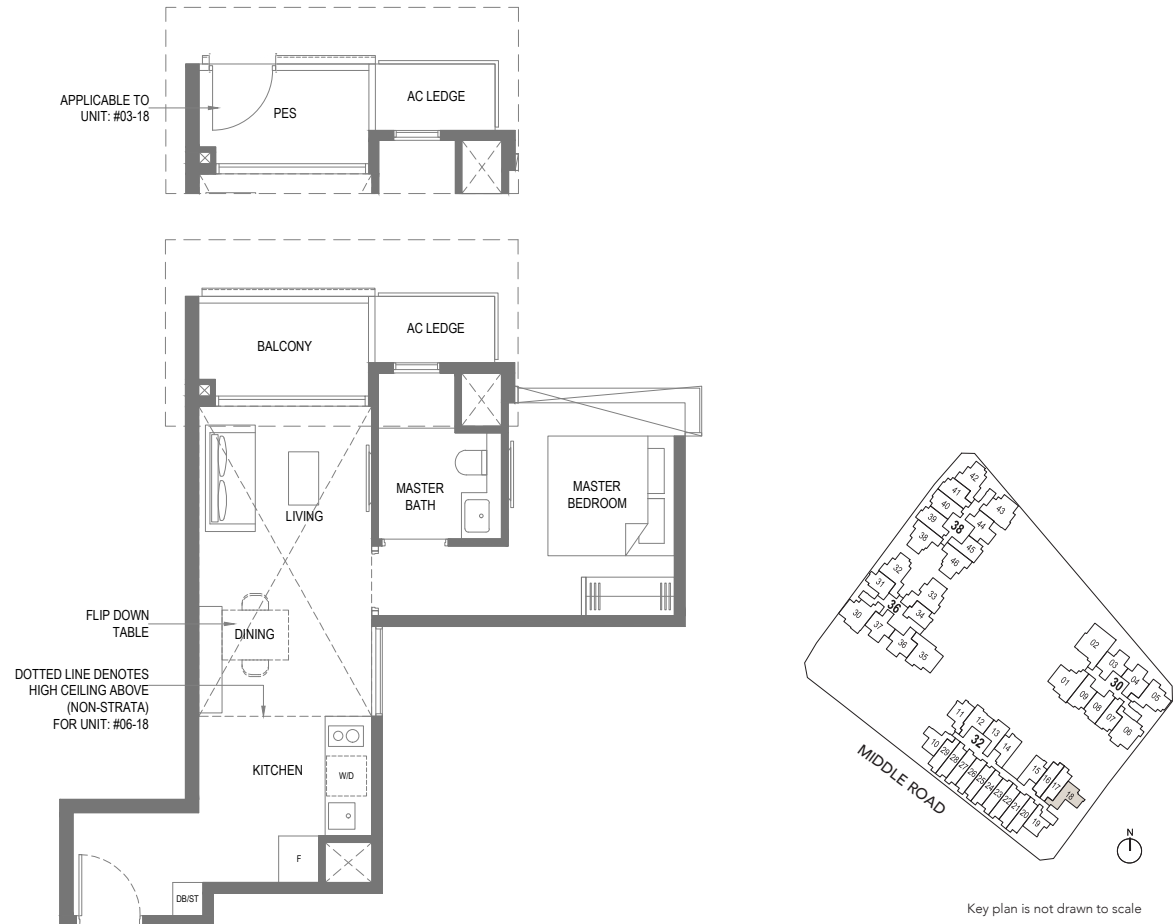 APPLICABLE TO
UNIT: #03-18
PES
AC LEDGE
BALCONY
AC LEDGE
LIVING
MASTER
BATH
MASTER
BEDROOM
FLIP DOWN
TABLE
DINING
DOTTED LINE DENOTES
HIGH CEILING ABOVE
(NON-STRATA)
FOR UNIT: #06-18
KITCHEN
W/D
F
DB/ST
42
41
40
43
39
38
44
38
45
46
32
31
33
36
34
30
37
36
35
02
03
04
01
30
05
09
08
07
06
11
12
13
32
14
10
29
28
27
26
25
24
23
22
21
20
19
15
16
17
18
MIDDLE ROAD
N
Key plan is not drawn to scale